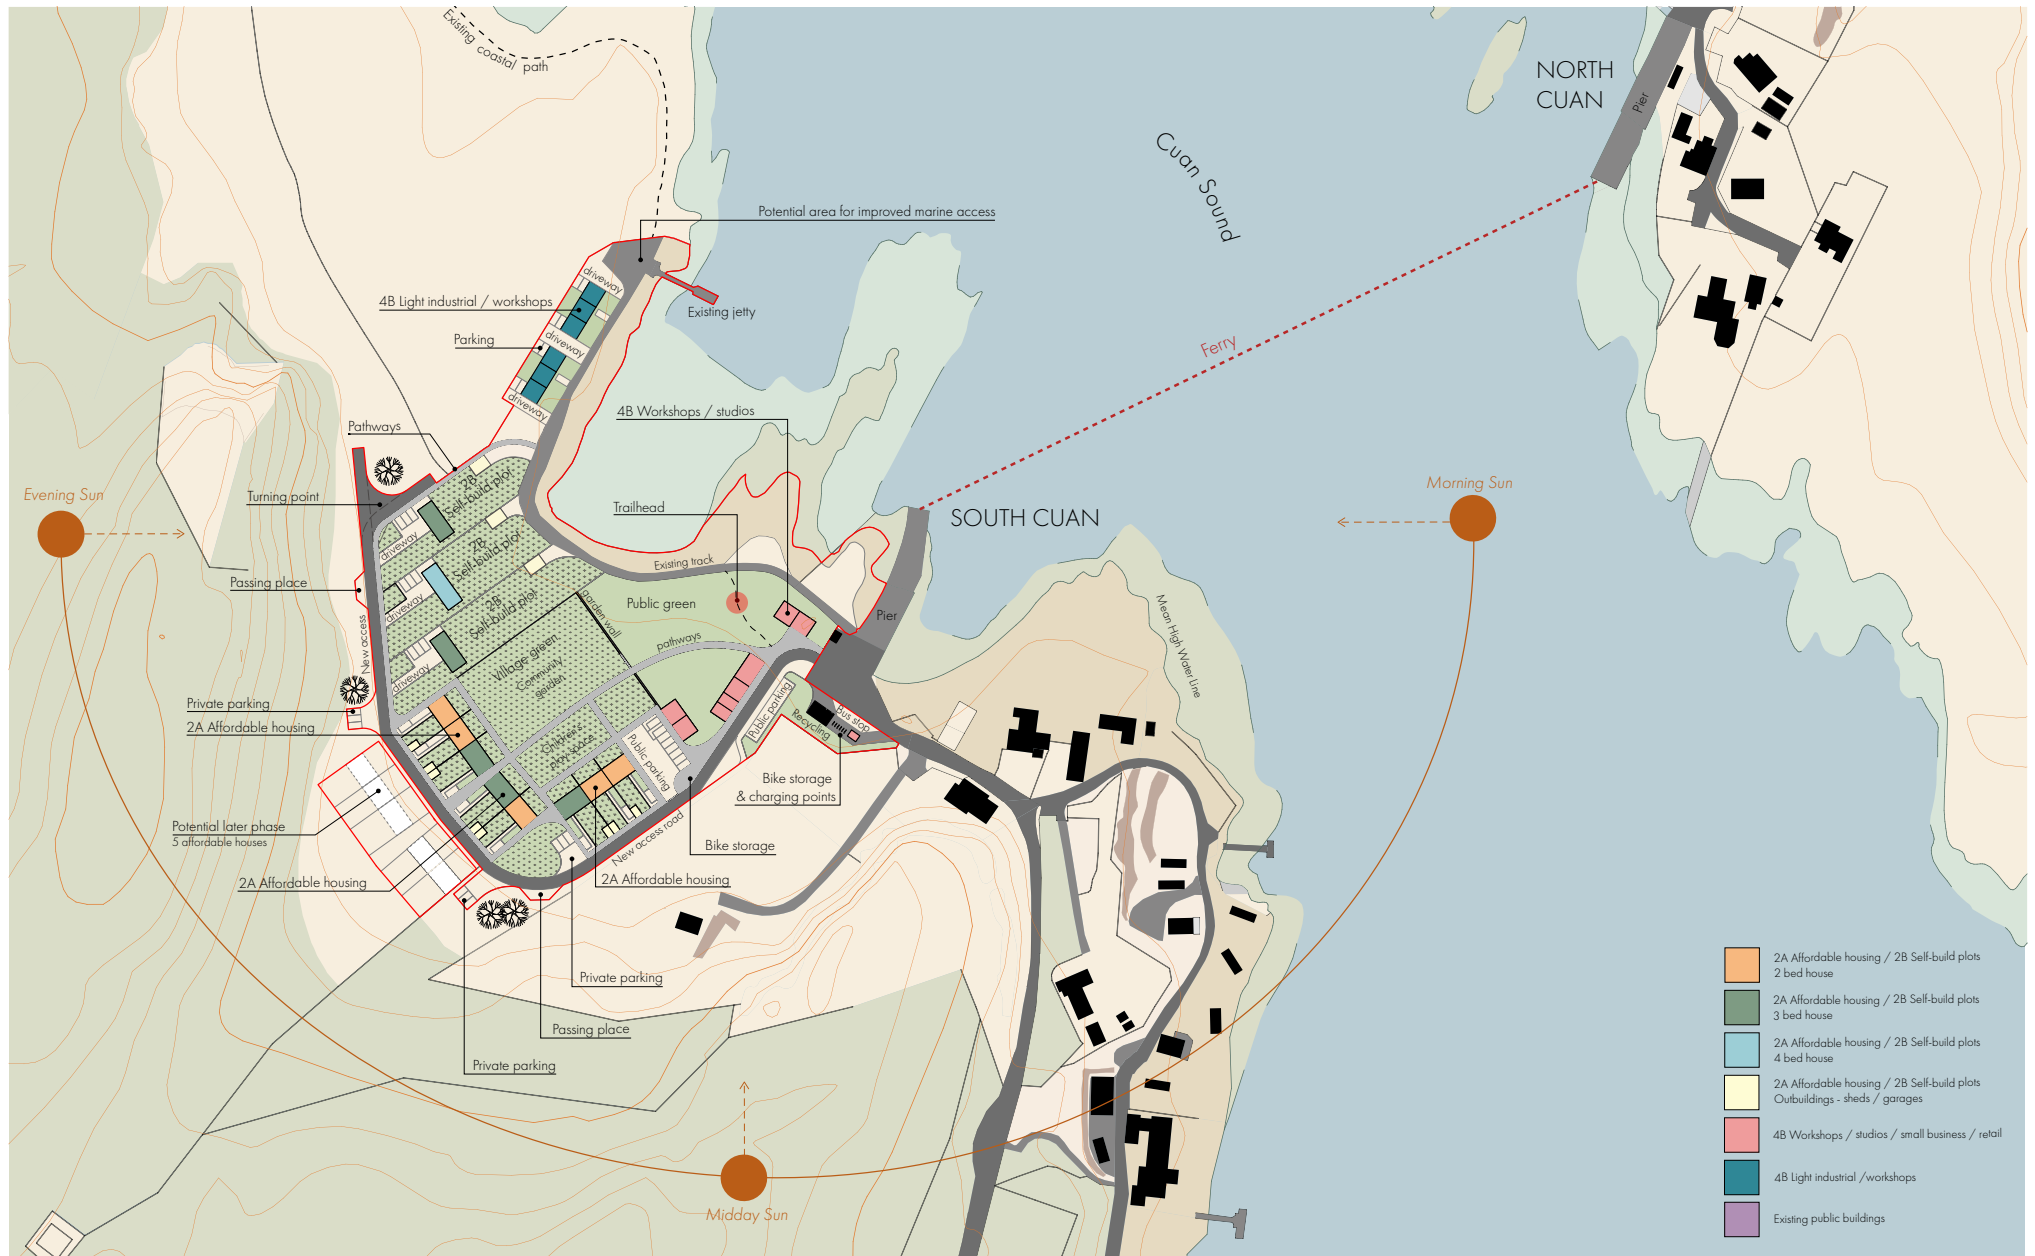 Existing coastal path
NORTH
CUAN
Pier
Cuan Sound
Potential area for improved marine access
driveway
4B Light industrial / workshops
Existing jetty
driveway
Parking
Ferry
driveway
4B Workshops / studios
Pathways
Evening Sun
Turning point
2B
Self-build plot
Trailhead
SOUTH CUAN
Morning Sun
driveway
2B
Self-build plot
Existing track
Passing place
driveway
2B
Self-build plot
garden wall
Public green
Pier
Mean High Water Line
New access
pathways
Village green
Community
garden
driveway
Private parking
2A Affordable housing
Public parking
Recycling
Bus stop
Children
play space
Public parking
Bike storage
& charging points
Potential later phase
5 affordable houses
New access road
Bike storage
2A Affordable housing
2A Affordable housing
Private parking
Passing place
Private parking
Midday Sun
2A Affordable housing / 2B Self-build plots
2 bed house
2A Affordable housing / 2B Self-build plots
3 bed house
2A Affordable housing / 2B Self-build plots
4 bed house
2A Affordable housing / 2B Self-build plots
Outbuildings - sheds / garages
4B Workshops / studios / small business / retail
4B Light industrial /workshops
Existing public buildings